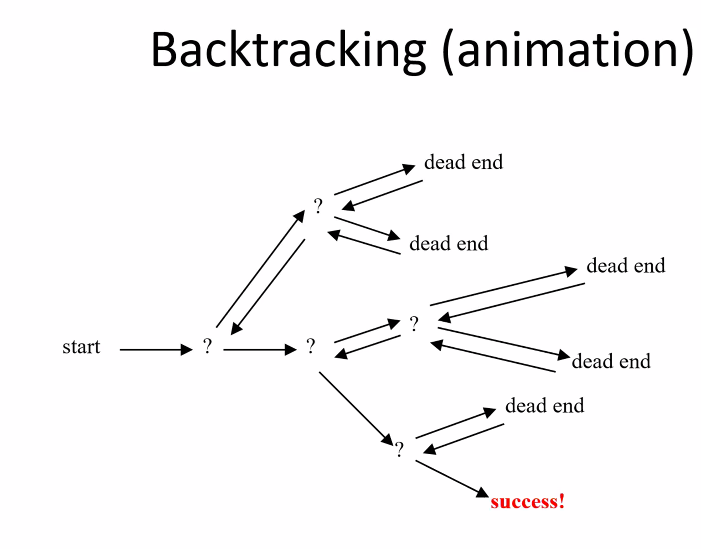 Backtracking (animation)
dead end
?
dead end
dead end
?
start
?
?
dead end
dead end
?
success!